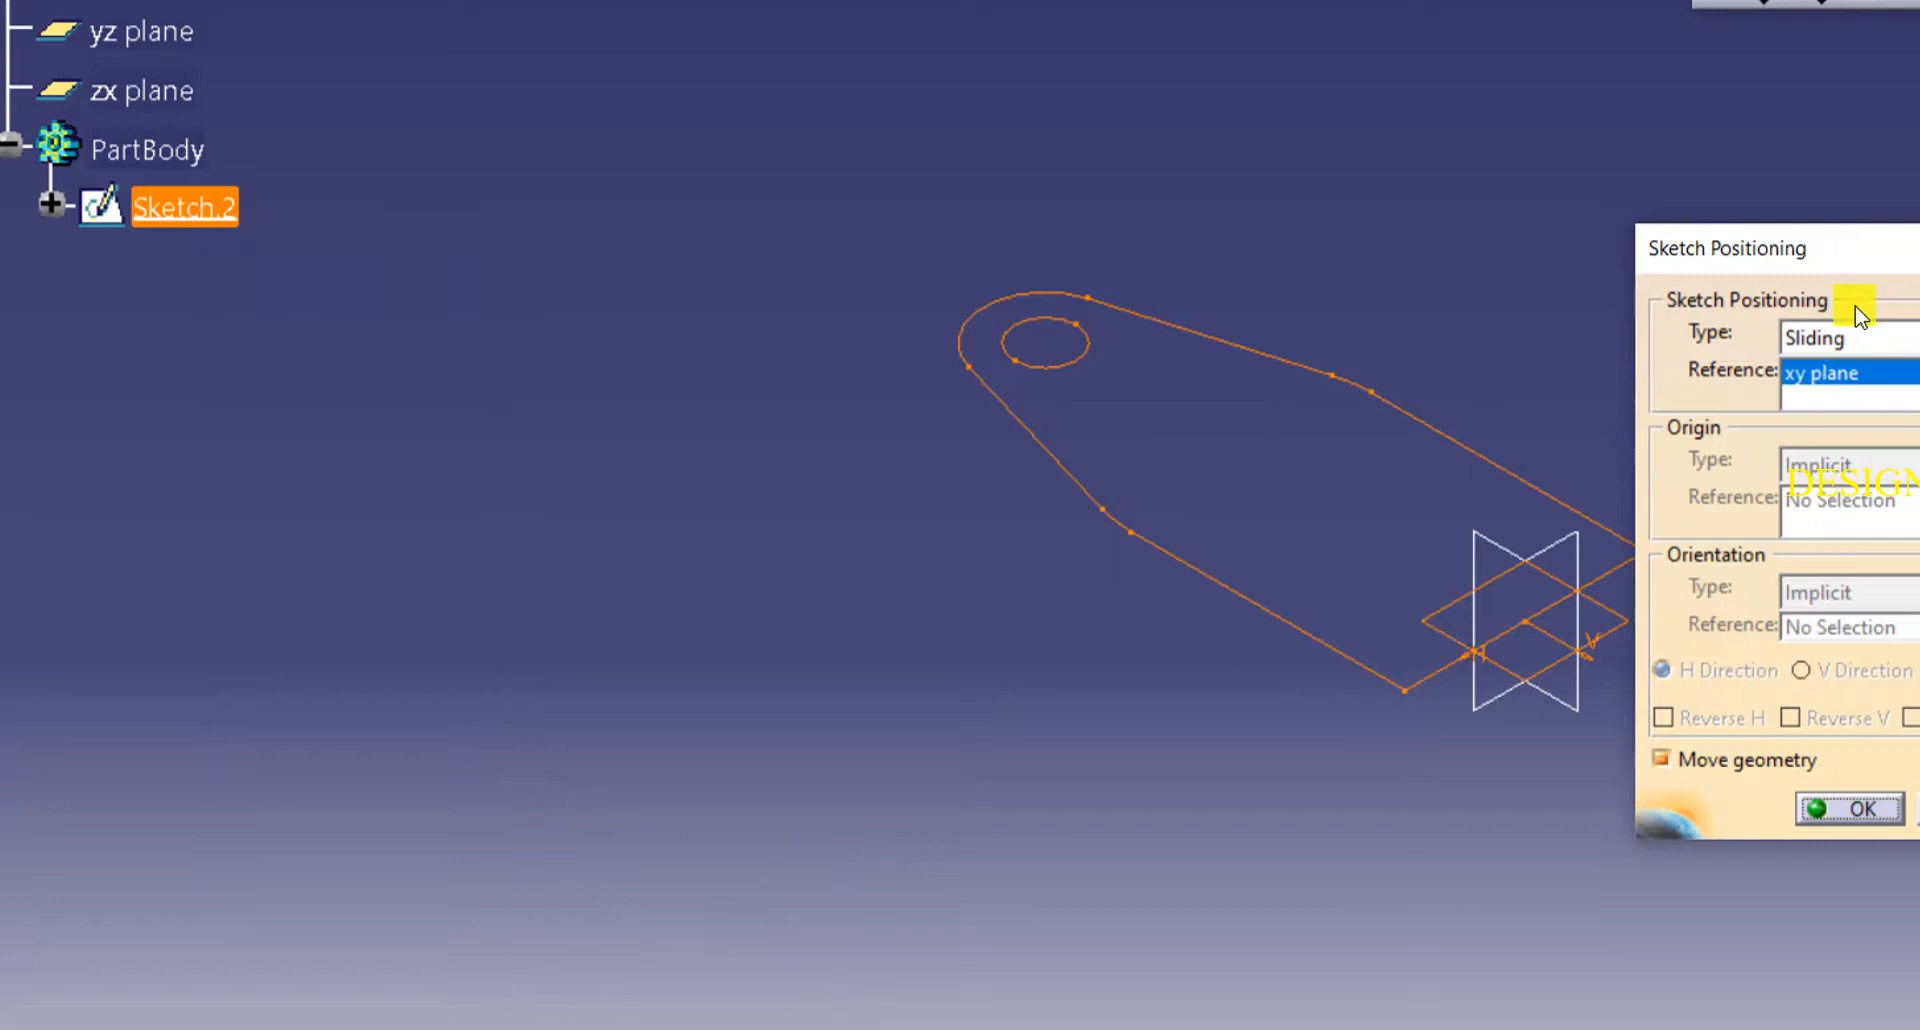 yz plane
zx plane
PartBody
Sketch.2
Sketch Positioning
Sketch Positioning
Type: Sliding
Reference: xy plane
Origin
Type: Implicit
DESIGN
Reference: No Selection
Orientation
Type: Implicit
Reference: No Selection
H Direction V Direction
Reverse H Reverse V
Move geometry
OK
H
V